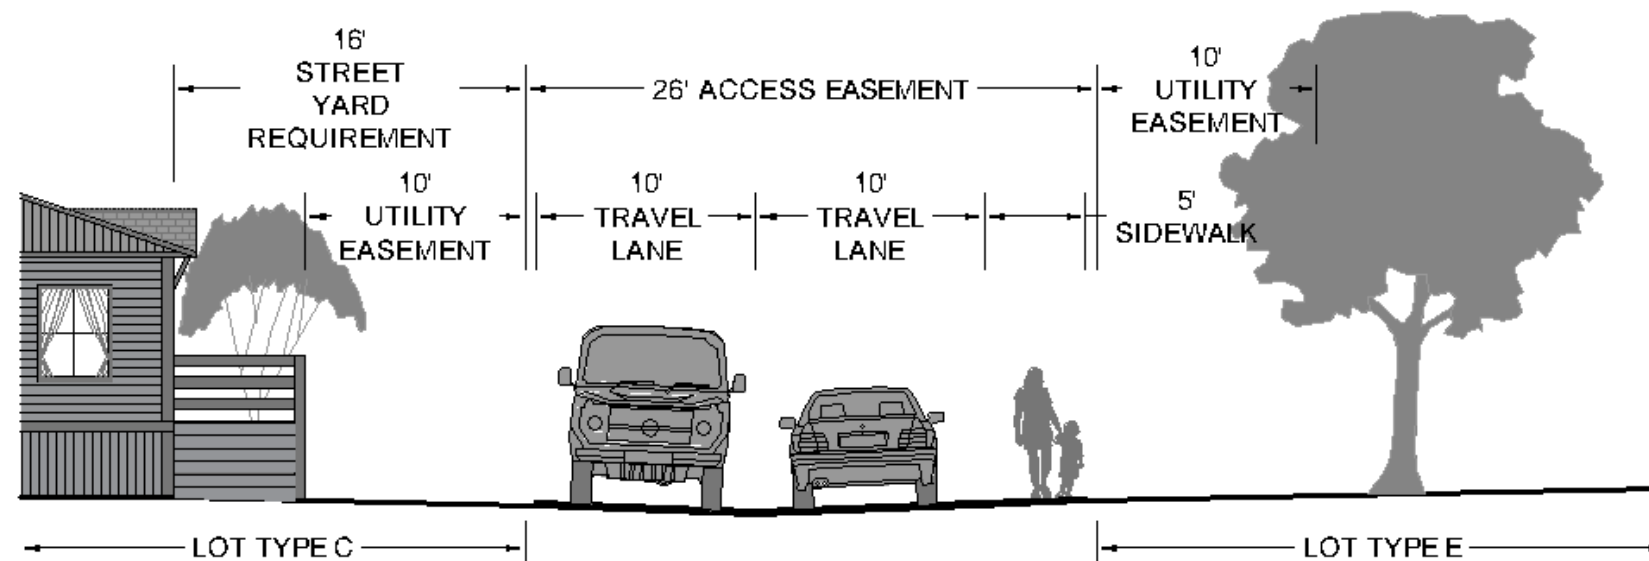 16'
STREET
YARD
REQUIREMENT
26' ACCESS EASEMENT
10'
UTILITY
EASEMENT
10'
UTILITY
EASEMENT
10'
TRAVEL
LANE
10'
TRAVEL
LANE
5'
SIDEWALK
LOT TYPE C
LOT TYPE E